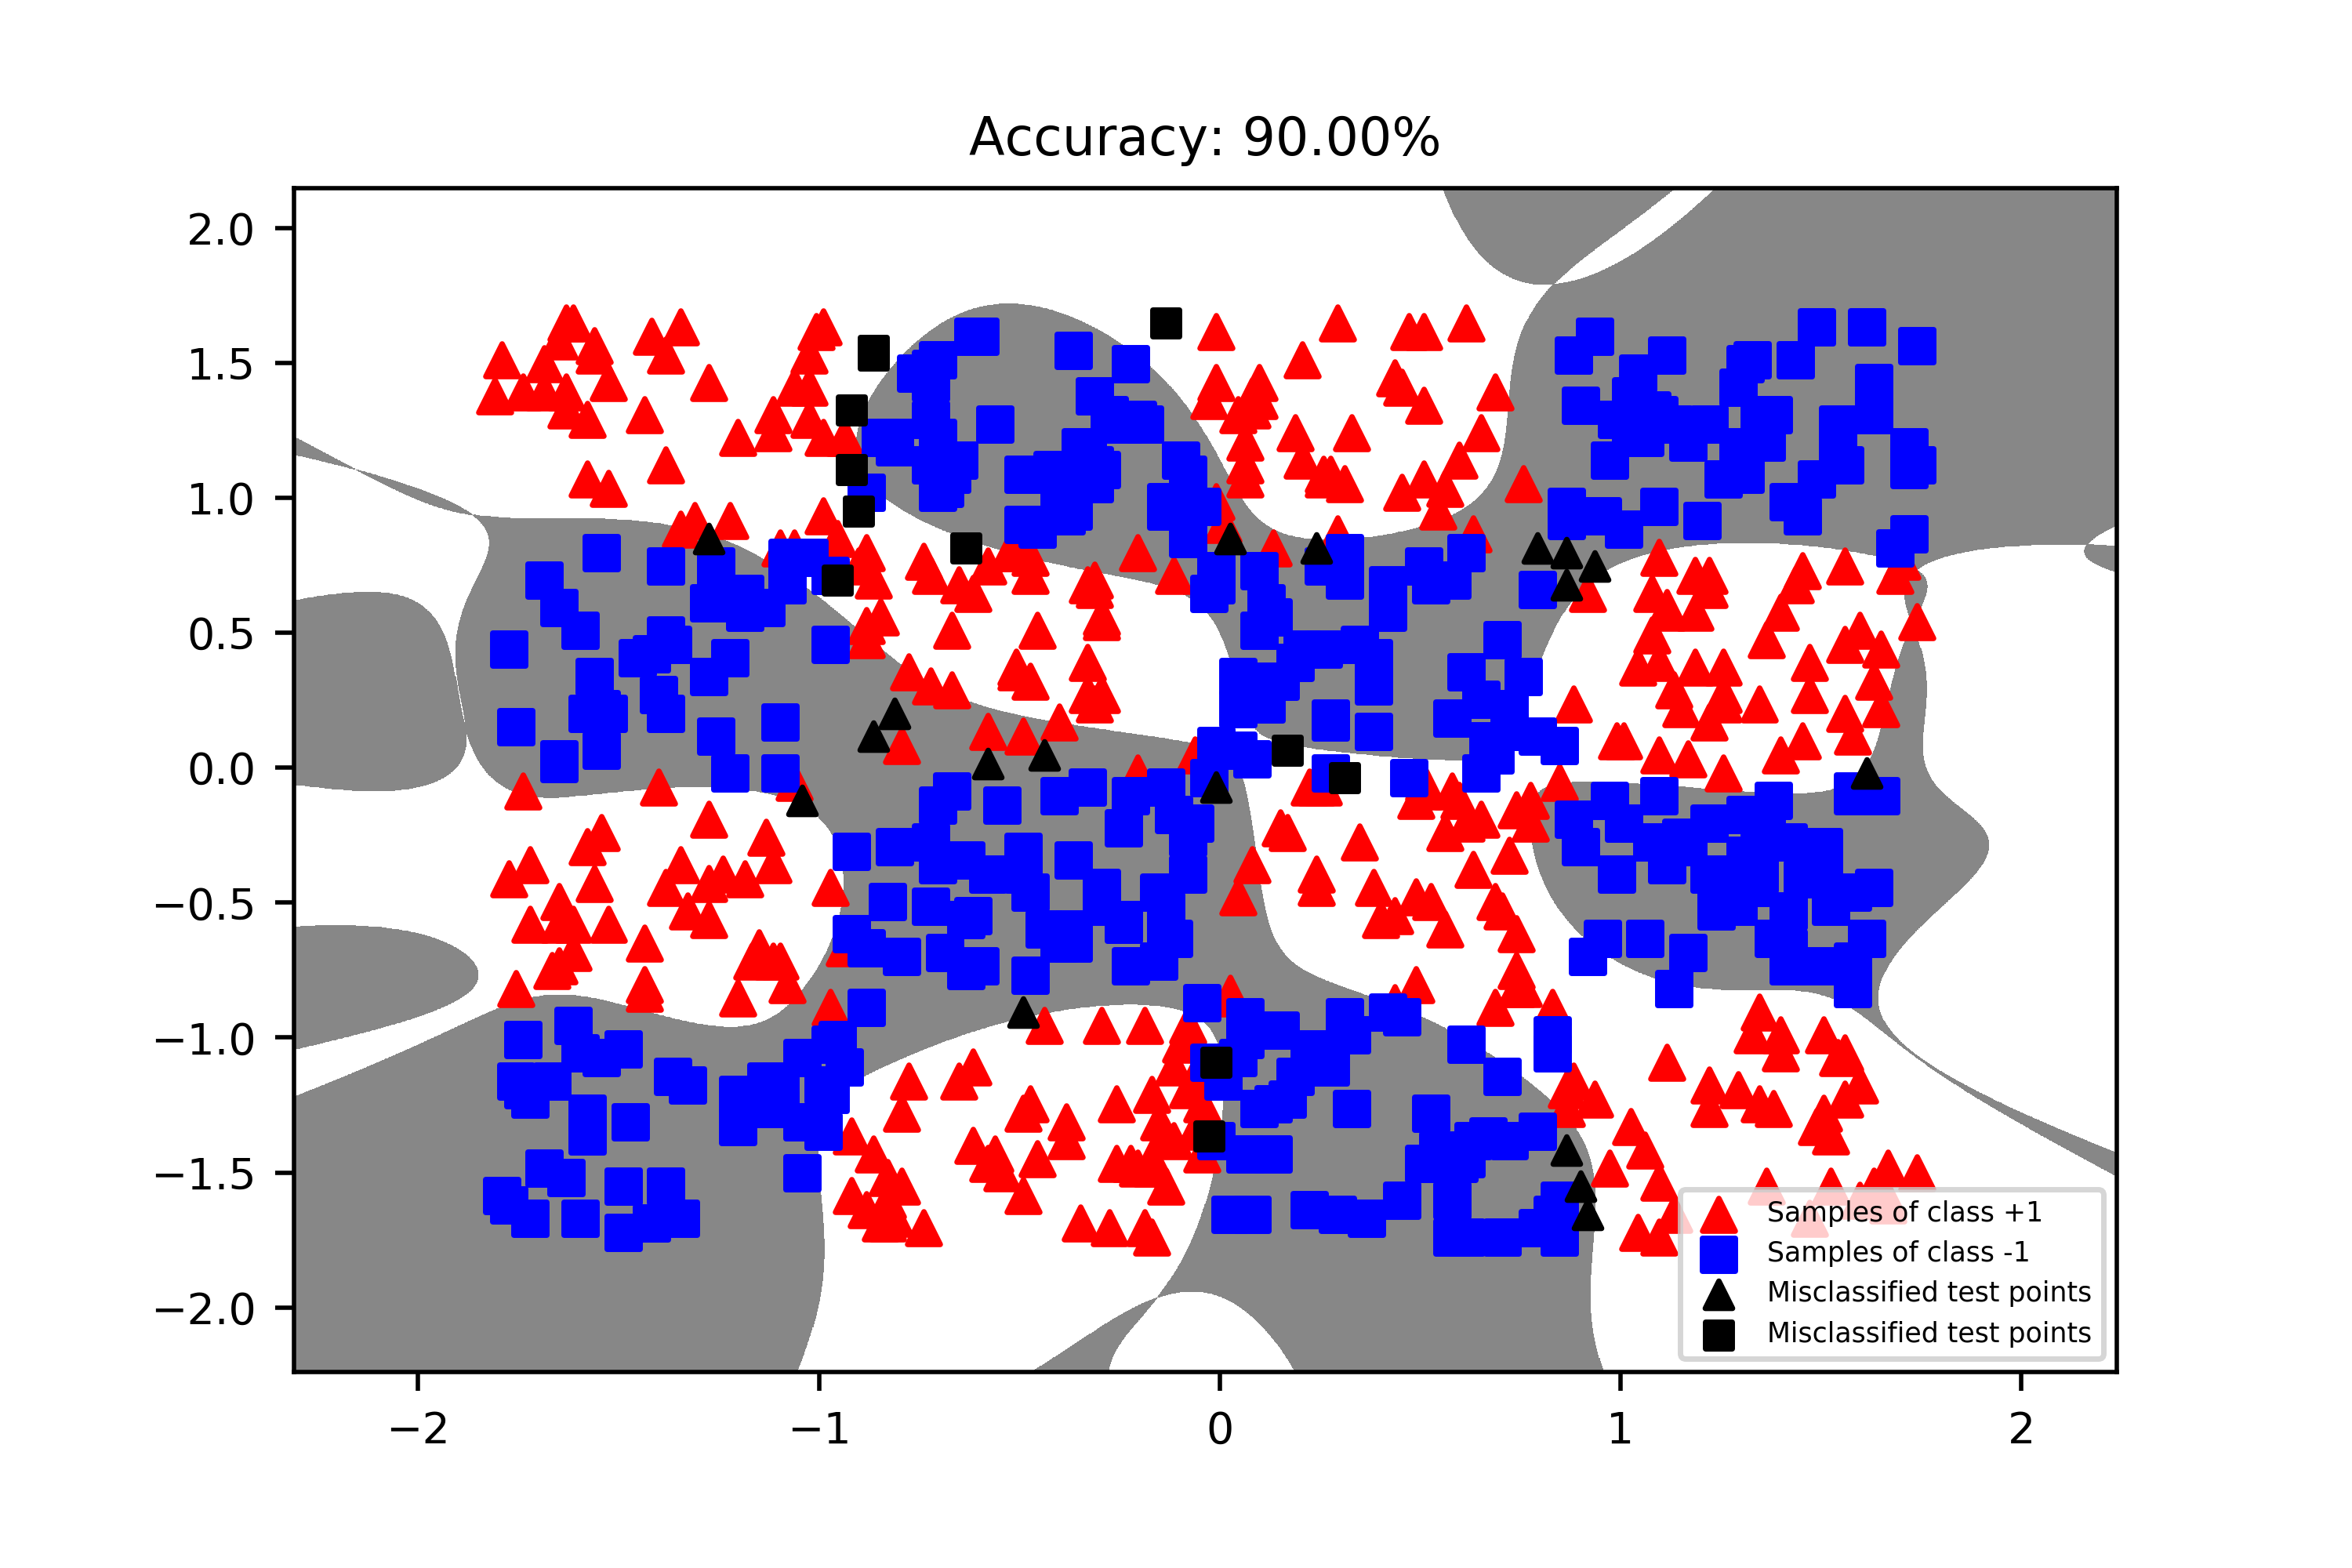 Accuracy: 90.00%
2.0
1.5
1.0
0.5
0.0
−0.5
−1.0
−1.5
−2.0
−2
−1
0
1
2
Samples of class +1
Samples of class -1
Misclassified test points
Misclassified test points